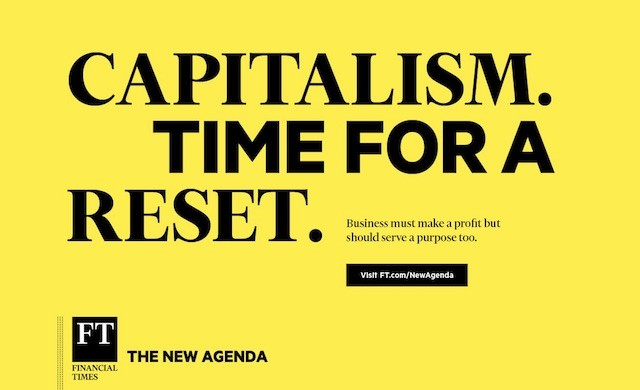 CAPITALISM.
TIME FOR A
RESET.
Business must make a profit but
should serve a purpose too.
Visit FT.com/NewAgenda
FT
FINANCIAL
TIMES
THE NEW AGENDA